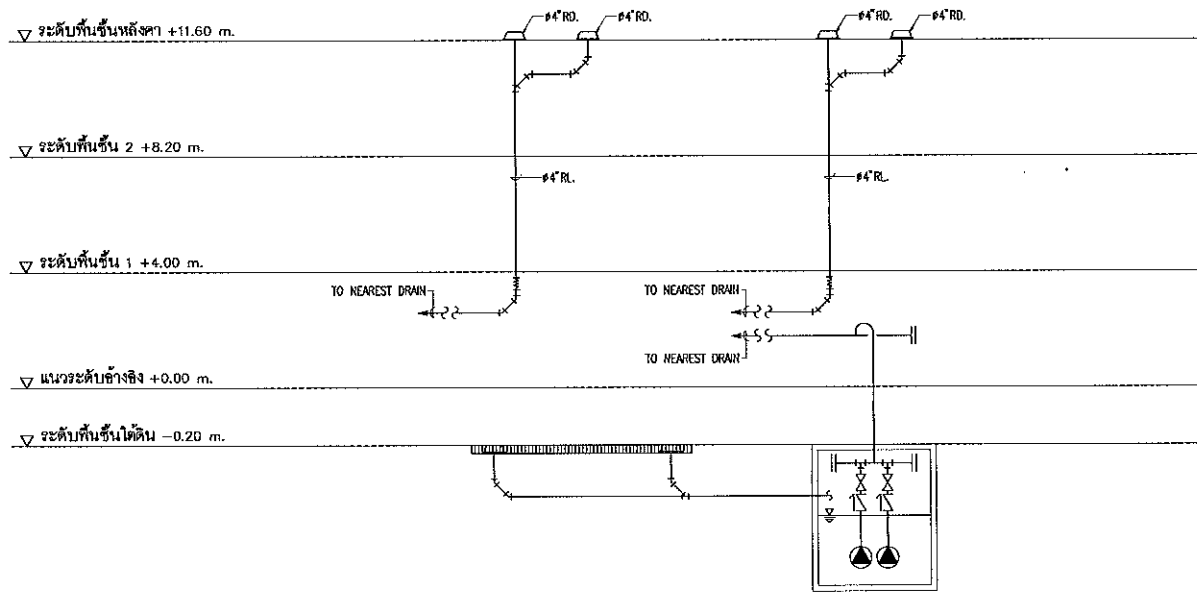 ระดับพื้นชั้นหลังคา +11.60 m.
ø4"RD.
ø4"RD.
ø4"RD.
ø4"RD.
ระดับพื้นชั้น 2 +8.20 m.
ø4"RL.
ø4"RL.
ระดับพื้นชั้น 1 +4.00 m.
TO NEAREST DRAIN
TO NEAREST DRAIN
TO NEAREST DRAIN
แนวระดับอ้างอิง +0.00 m.
ระดับพื้นชั้นใต้ดิน -0.20 m.